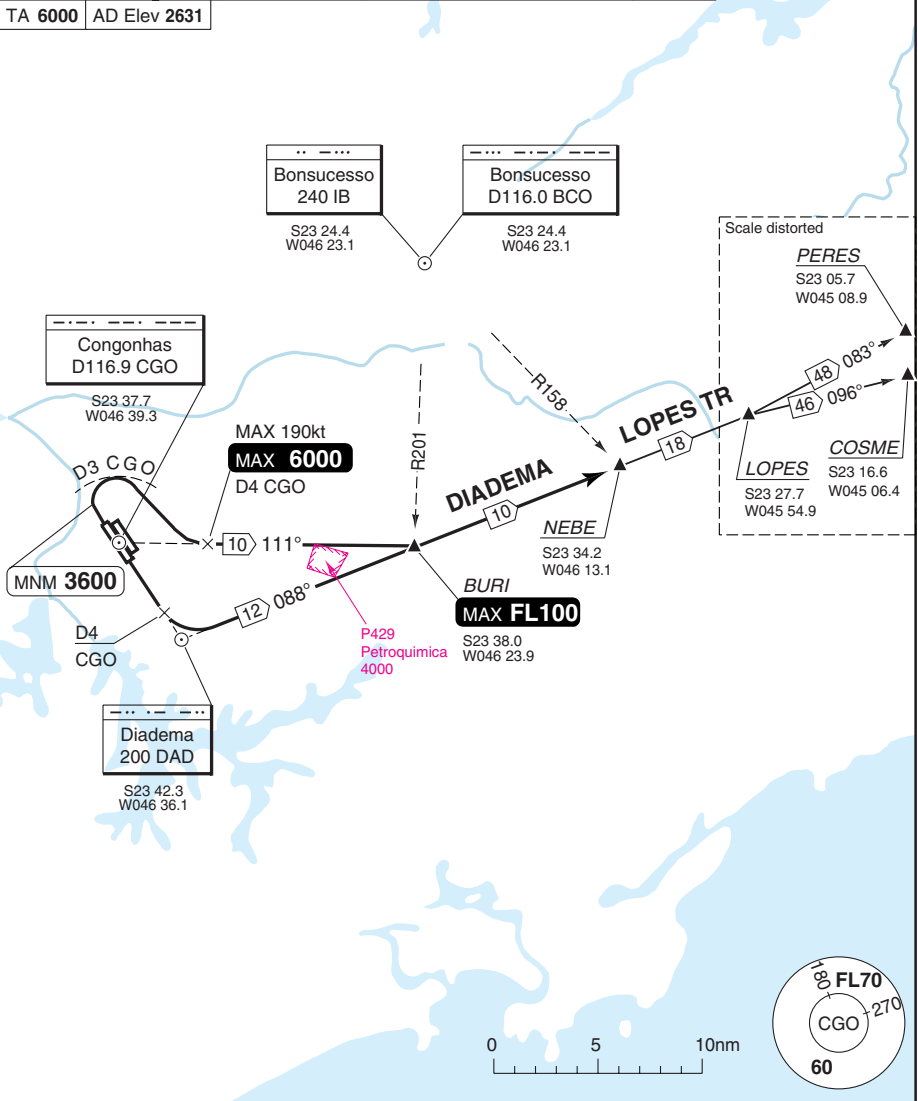 TA 6000 AD Elev 2631
Bonsucesso
240 IB
S23 24.4
W046 23.1
Bonsucesso
D116.0 BCO
S23 24.4
W046 23.1
Scale distorted
PERES
S23 05.7
W045 08.9
48 083°
46 096°
COSME
S23 16.6
W045 06.4
LOPES
S23 27.7
W045 54.9
Congonhas
D116.9 CGO
S23 37.7
W046 39.3
MAX 190kt
MAX 6000
D4 CGO
D3 CGO
R201
R158
LOPES TR
18
DIADEMA
10
NEBE
S23 34.2
W046 13.1
10 111°
MNM 3600
12 088°
BURI
MAX FL100
S23 38.0
W046 23.9
P429
Petroquimica
4000
D4
CGO
Diadema
200 DAD
S23 42.3
W046 36.1
0 5 10nm
180
FL70
270
CGO
60